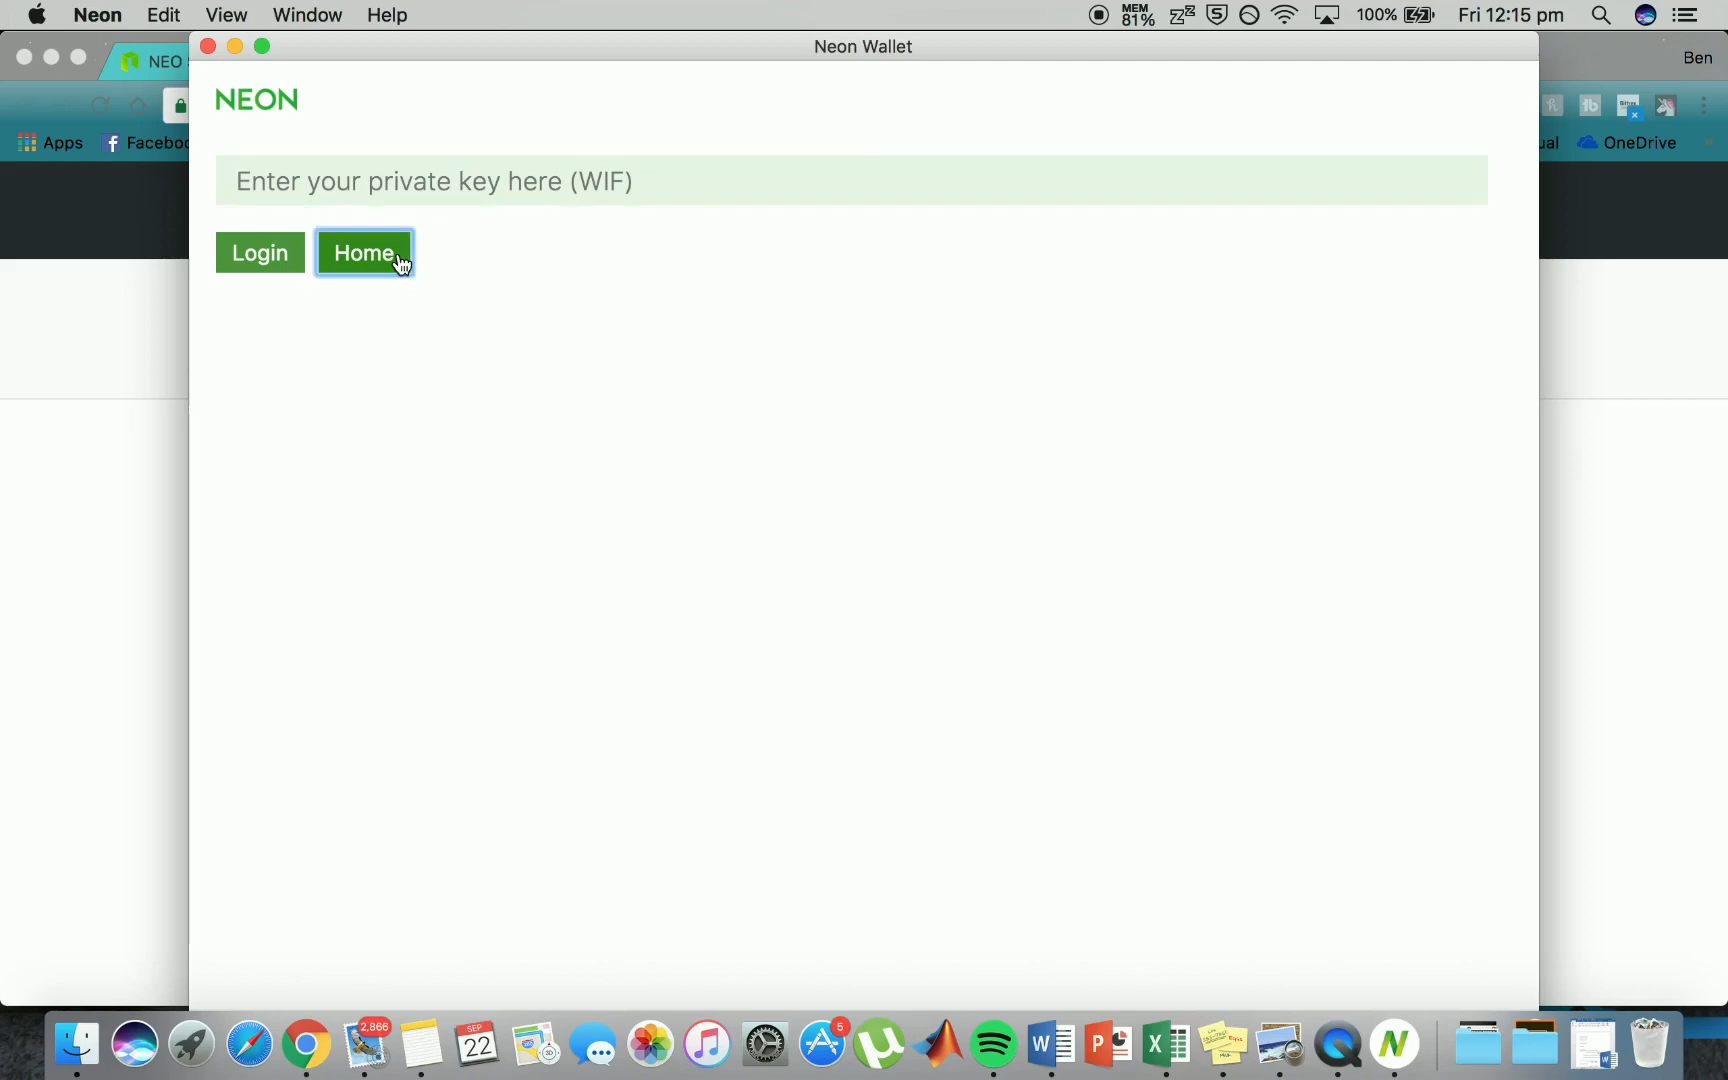 Neon Edit View Window Help MEM 81% 100% Fri 12:15 pm
Neon Wallet
NEO
Ben
NEON
Apps Faceboo
ual OneDrive
Enter your private key here (WIF)
Login Home
2,866
SEP
22
5